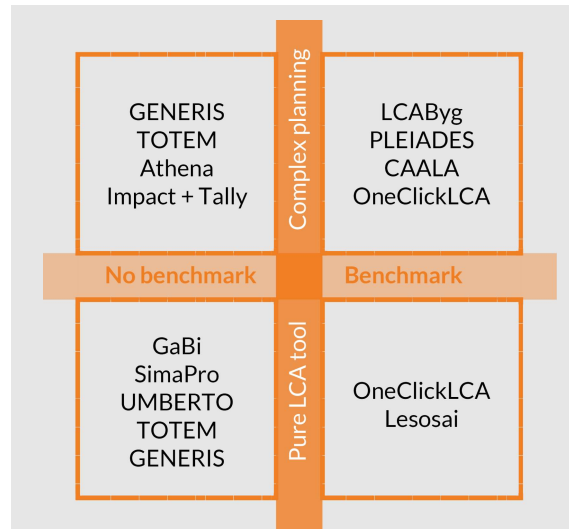 GENERIS
TOTEM
Athena
Impact + Tally
Complex planning
LCAByg
PLEIADES
CAALA
OneClickLCA
No benchmark
Benchmark
GaBi
SimaPro
UMBERTO
TOTEM
GENERIS
Pure LCA tool
OneClickLCA
Lesosai